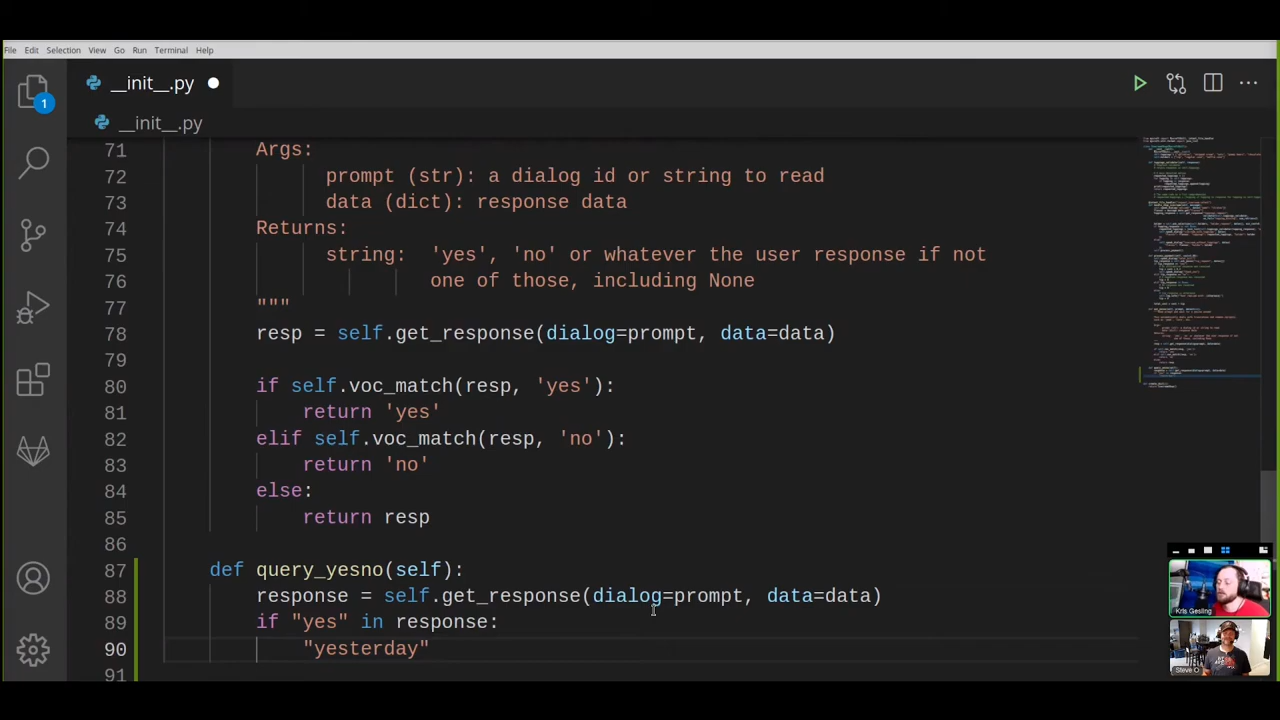 File Edit Selection View Go Run Terminal Help
__init__.py
1
__init__.py
71 Args:
72 prompt (str): a dialog id or string to read
73 data (dict): response data
74 Returns:
75 string: 'yes', 'no' or whatever the user response if not
76 one of those, including None
77 """
78 resp = self.get_response(dialog=prompt, data=data)
79
80 if self.voc_match(resp, 'yes'):
81 return 'yes'
82 elif self.voc_match(resp, 'no'):
83 return 'no'
84 else:
85 return resp
86
87 def query_yesno(self):
88 response = self.get_response(dialog=prompt, data=data)
89 if "yes" in response:
90 "yesterday"
91
Kris Gesling
Steve O